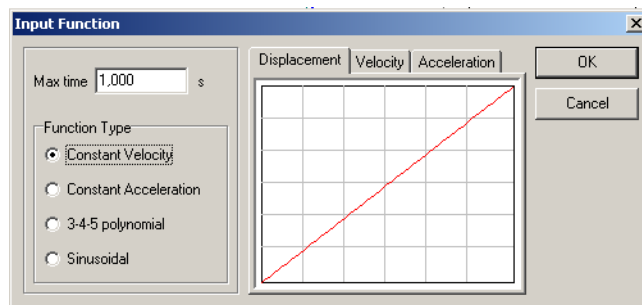 Input Function
Max time 1,000 s
Function Type
Constant Velocity
Constant Acceleration
3-4-5 polynomial
Sinusoidal
Displacement Velocity Acceleration
OK
Cancel